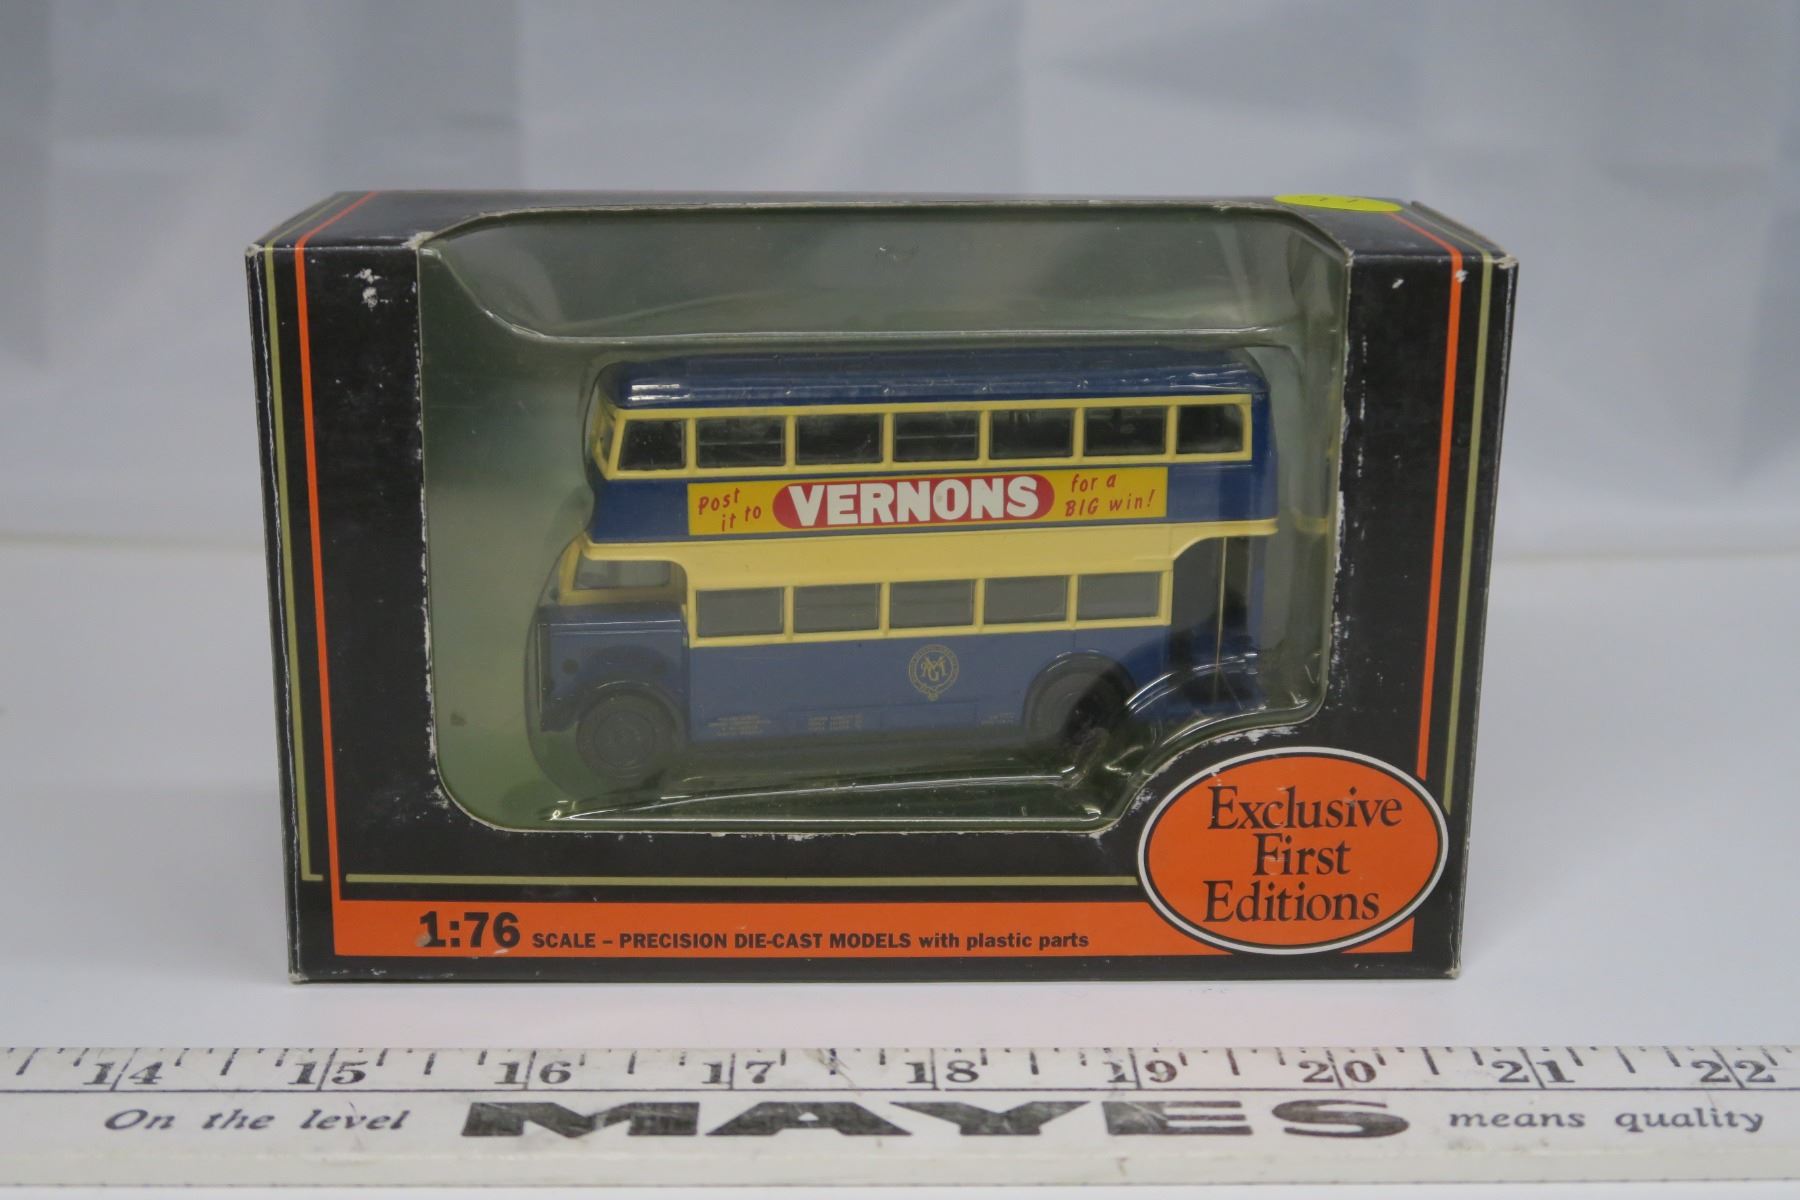 Post
it to
VERNONS
for a
BIG win!
Exclusive
First
Editions
1:76 SCALE – PRECISION DIE-CAST MODELS with plastic parts
14 15 16 17 18 19 20 21 22
On the level MAYES means quality